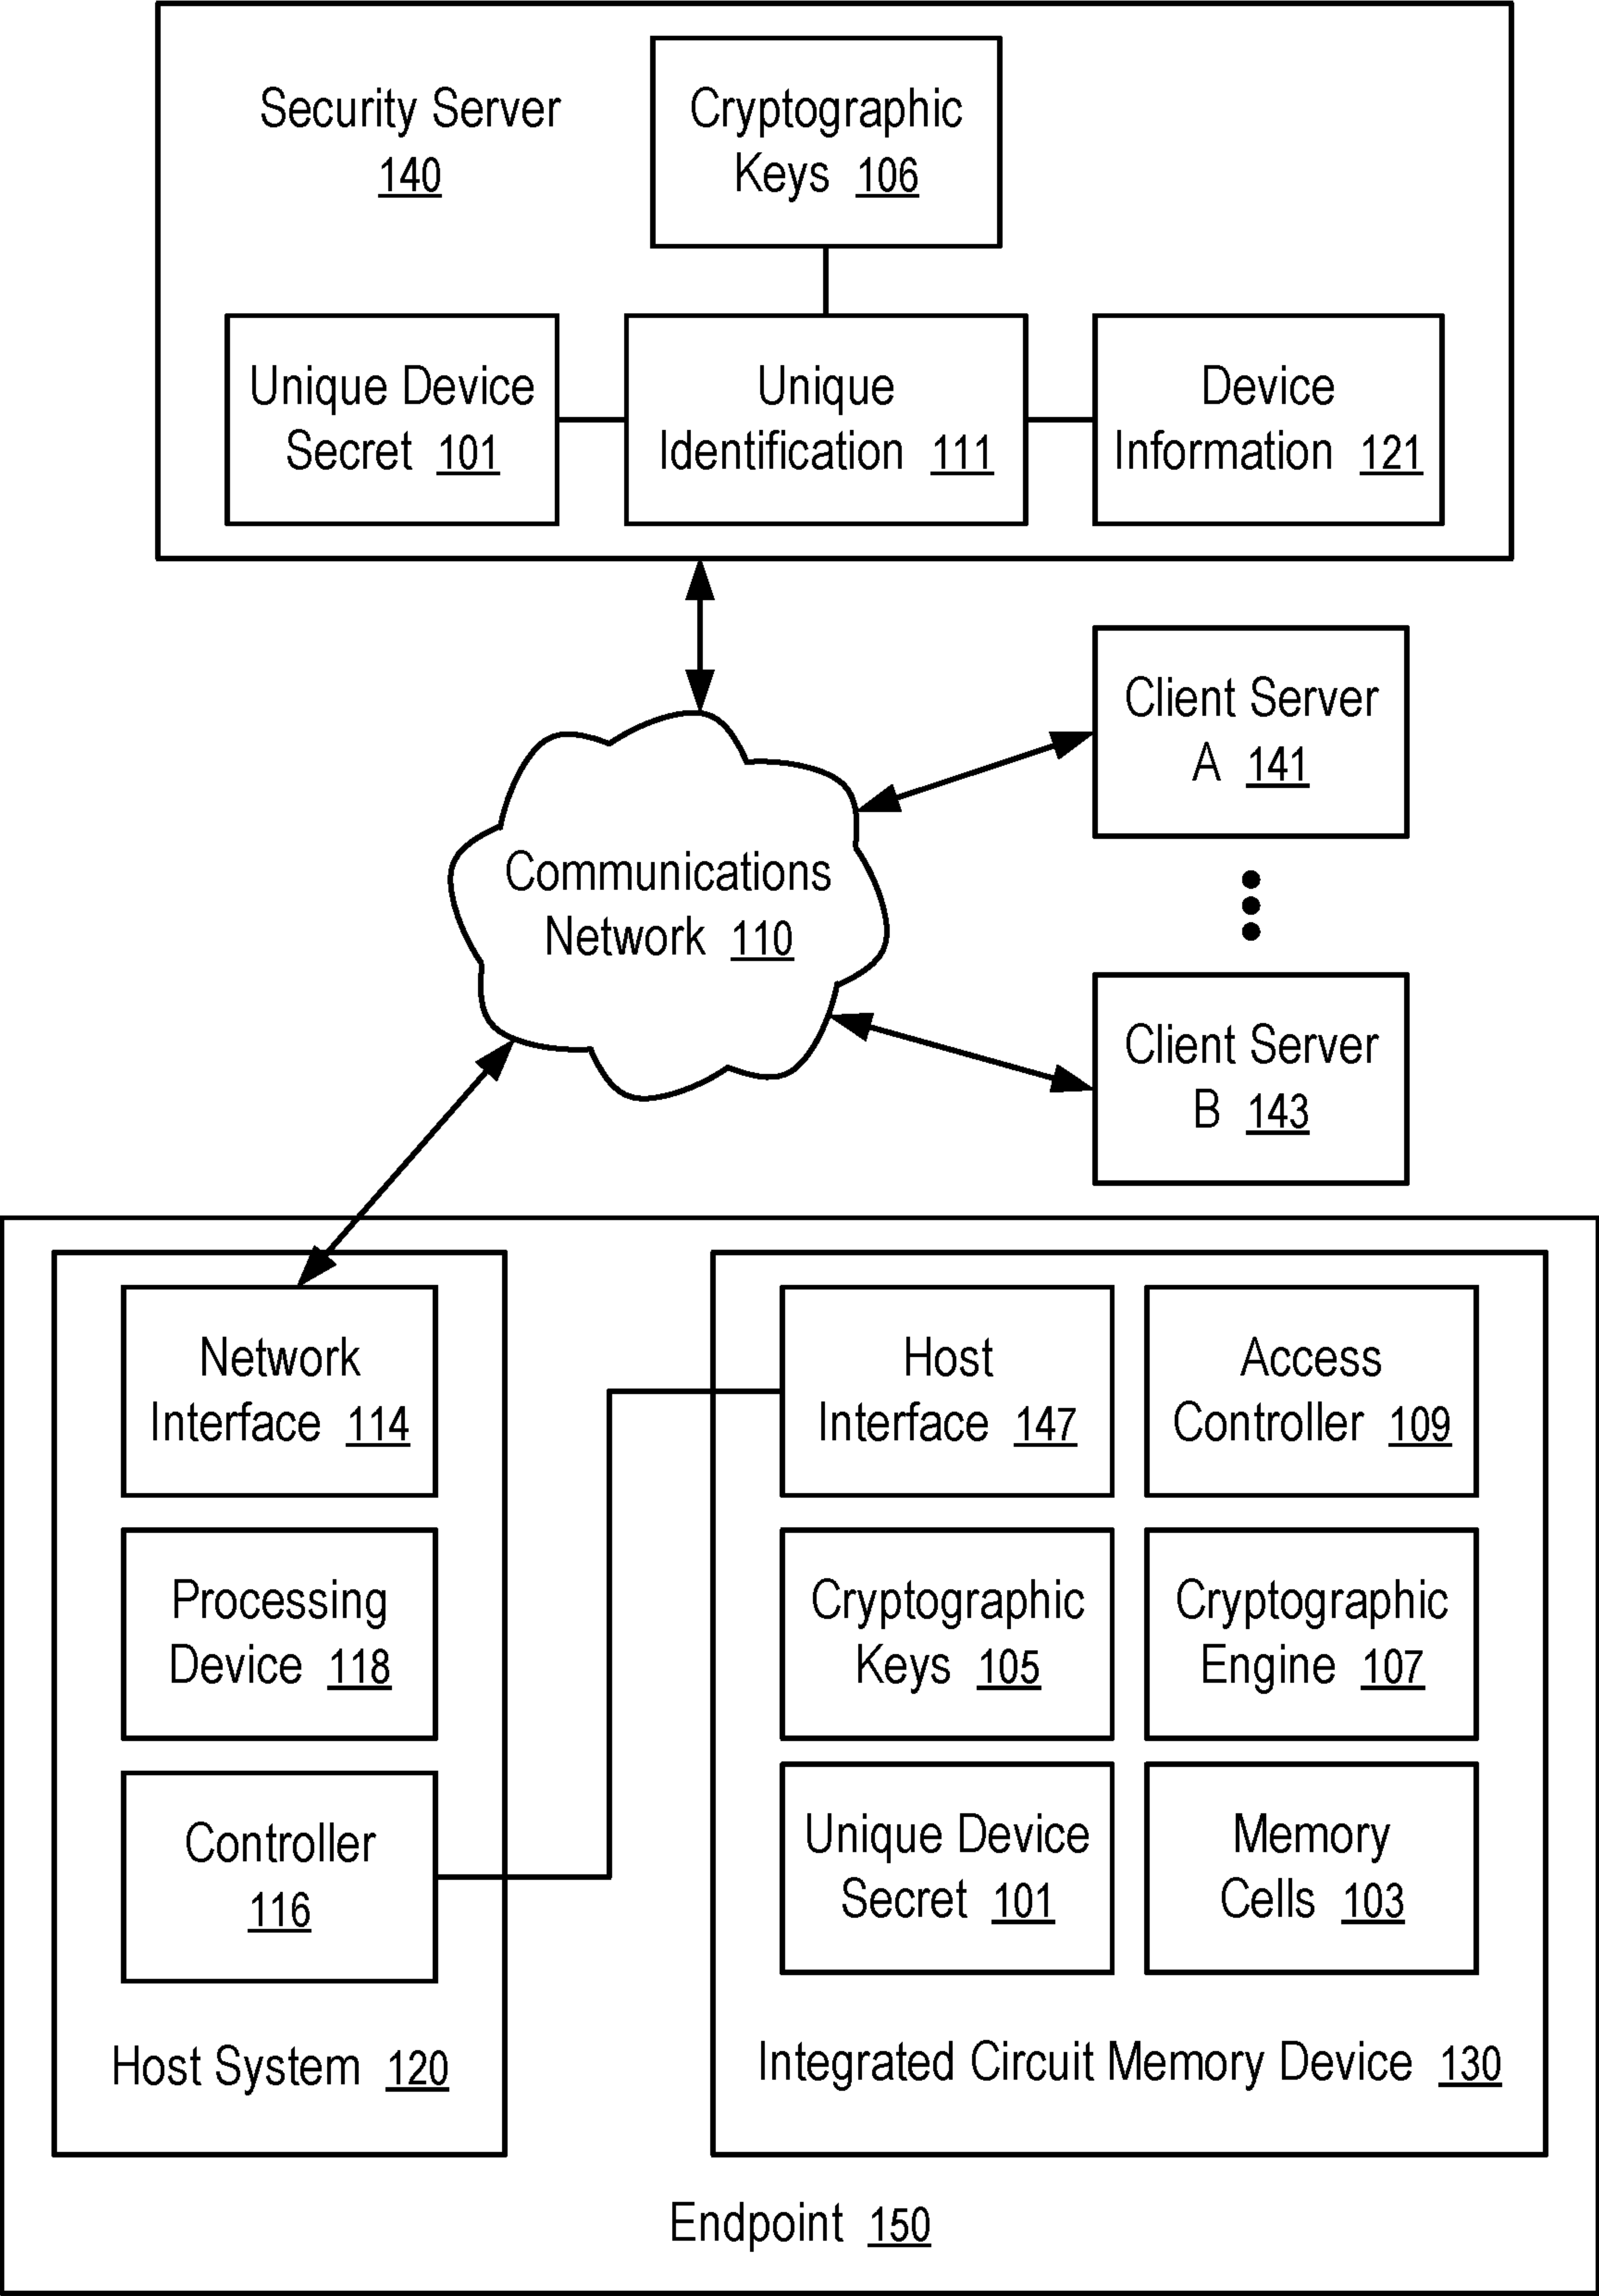 Security Server
140
Cryptographic
Keys 106
Unique Device
Secret 101
Unique
Identification 111
Device
Information 121
Client Server
A 141
Communications
Network 110
Client Server
B 143
Network
Interface 114
Processing
Device 118
Controller
116
Host System 120
Host
Interface 147
Access
Controller 109
Cryptographic
Keys 105
Cryptographic
Engine 107
Unique Device
Secret 101
Memory
Cells 103
Integrated Circuit Memory Device 130
Endpoint 150